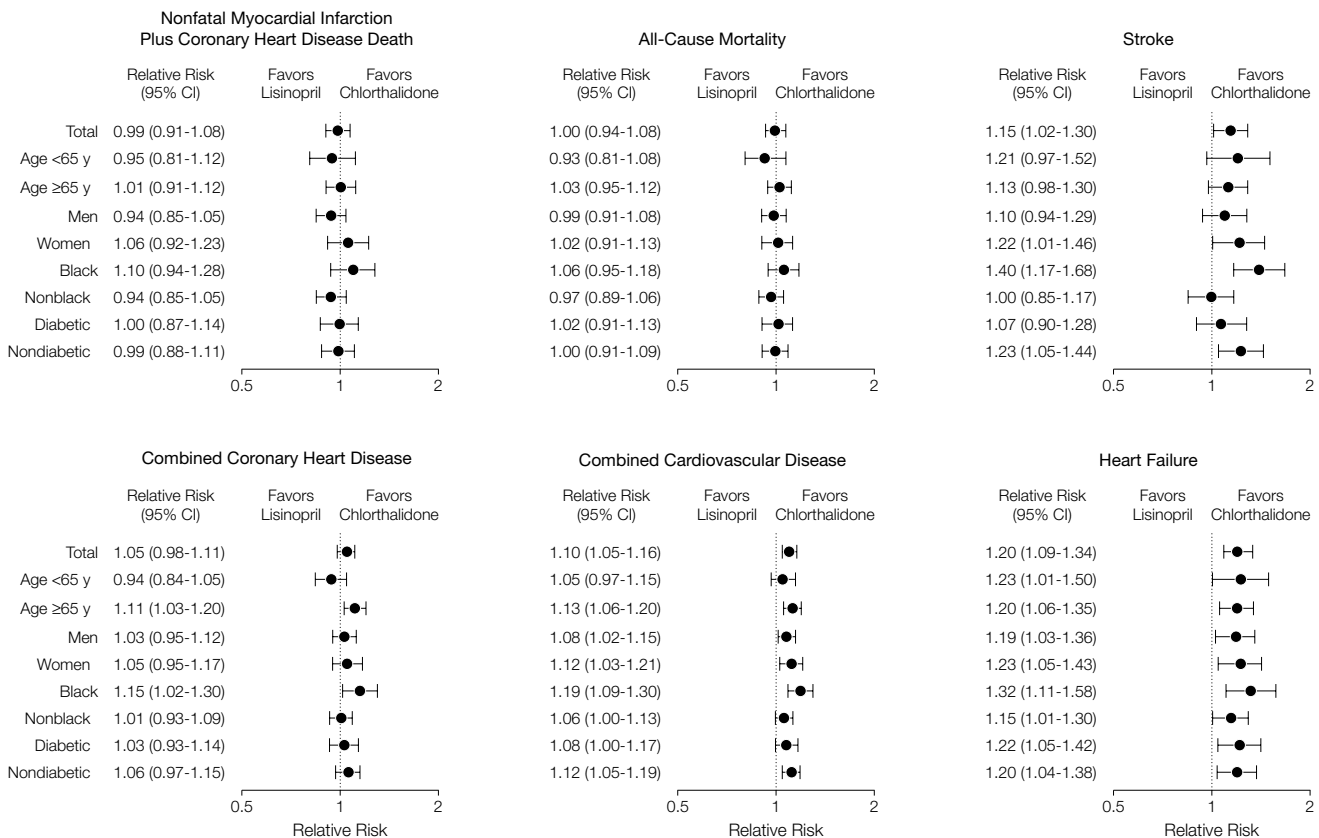 Nonfatal Myocardial Infarction
Plus Coronary Heart Disease Death
Relative Risk
(95% CI)
Favors
Lisinopril
Favors
Chlorthalidone
Total 0.99 (0.91-1.08)
Age <65 y 0.95 (0.81-1.12)
Age ≥65 y 1.01 (0.91-1.12)
Men 0.94 (0.85-1.05)
Women 1.06 (0.92-1.23)
Black 1.10 (0.94-1.28)
Nonblack 0.94 (0.85-1.05)
Diabetic 1.00 (0.87-1.14)
Nondiabetic 0.99 (0.88-1.11)
0.5 1 2
All-Cause Mortality
Relative Risk
(95% CI)
Favors
Lisinopril
Favors
Chlorthalidone
1.00 (0.94-1.08)
0.93 (0.81-1.08)
1.03 (0.95-1.12)
0.99 (0.91-1.08)
1.02 (0.91-1.13)
1.06 (0.95-1.18)
0.97 (0.89-1.06)
1.02 (0.91-1.13)
1.00 (0.91-1.09)
0.5 1 2
Stroke
Relative Risk
(95% CI)
Favors
Lisinopril
Favors
Chlorthalidone
1.15 (1.02-1.30)
1.21 (0.97-1.52)
1.13 (0.98-1.30)
1.10 (0.94-1.29)
1.22 (1.01-1.46)
1.40 (1.17-1.68)
1.00 (0.85-1.17)
1.07 (0.90-1.28)
1.23 (1.05-1.44)
0.5 1 2
Combined Coronary Heart Disease
Relative Risk
(95% CI)
Favors
Lisinopril
Favors
Chlorthalidone
Total 1.05 (0.98-1.11)
Age <65 y 0.94 (0.84-1.05)
Age ≥65 y 1.11 (1.03-1.20)
Men 1.03 (0.95-1.12)
Women 1.05 (0.95-1.17)
Black 1.15 (1.02-1.30)
Nonblack 1.01 (0.93-1.09)
Diabetic 1.03 (0.93-1.14)
Nondiabetic 1.06 (0.97-1.15)
0.5 1 2
Relative Risk
Combined Cardiovascular Disease
Relative Risk
(95% CI)
Favors
Lisinopril
Favors
Chlorthalidone
1.10 (1.05-1.16)
1.05 (0.97-1.15)
1.13 (1.06-1.20)
1.08 (1.02-1.15)
1.12 (1.03-1.21)
1.19 (1.09-1.30)
1.06 (1.00-1.13)
1.08 (1.00-1.17)
1.12 (1.05-1.19)
0.5 1 2
Relative Risk
Heart Failure
Relative Risk
(95% CI)
Favors
Lisinopril
Favors
Chlorthalidone
1.20 (1.09-1.34)
1.23 (1.01-1.50)
1.20 (1.06-1.35)
1.19 (1.03-1.36)
1.23 (1.05-1.43)
1.32 (1.11-1.58)
1.15 (1.01-1.30)
1.22 (1.05-1.42)
1.20 (1.04-1.38)
0.5 1 2
Relative Risk